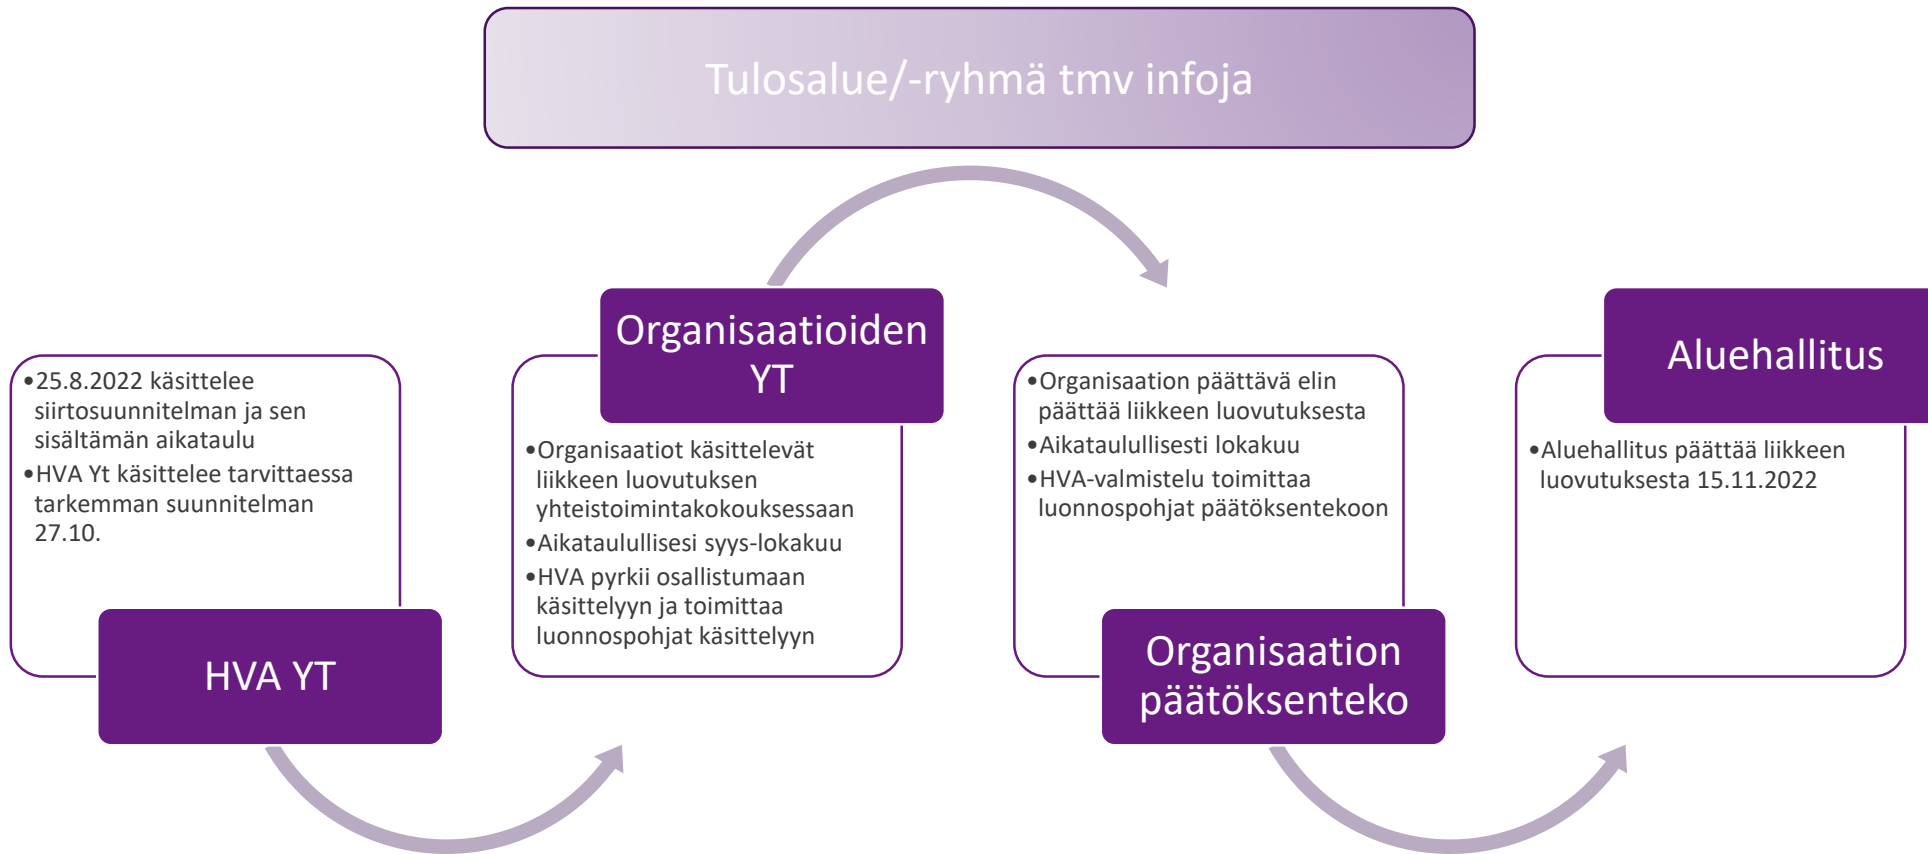 Tulosalue/-ryhmä tmv infoja
•25.8.2022 käsittelee
siirtosuunnitelman ja sen
sisältämän aikataulu
•HVA Yt käsittelee tarvittaessa
tarkemman suunnitelman
27.10.
HVA YT
Organisaatioiden
YT
•Organisaatiot käsittelevät
liikkeen luovutuksen
yhteistoimintakokouksessaan
•Aikataulullisesi syys-lokakuu
•HVA pyrkii osallistumaan
käsittelyyn ja toimittaa
luonnospohjat käsittelyyn
•Organisaation päättävä elin
päättää liikkeen luovutuksesta
•Aikataulullisesti lokakuu
•HVA-valmistelu toimittaa
luonnospohjat päätöksentekoon
Organisaation
päätöksenteko
Aluehallitus
•Aluehallitus päättää liikkeen
luovutuksesta 15.11.2022